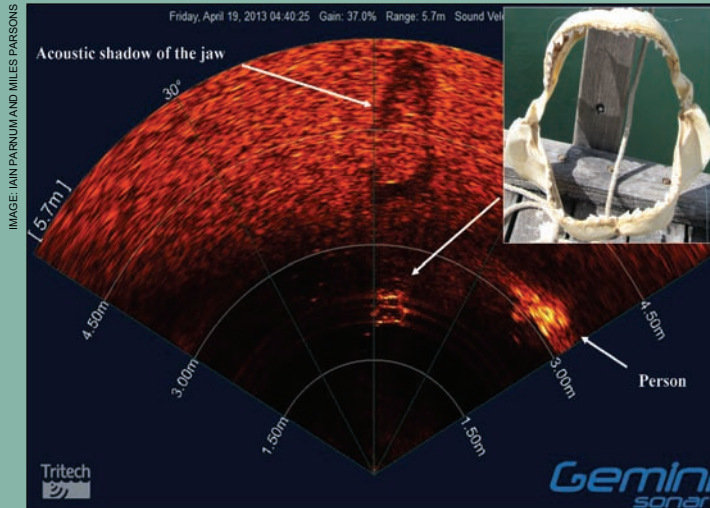 IMAGE: IAIN PARNUM AND MILES PARSONS
Friday, April 19, 2013 04:40:25 Gain: 37.0% Range: 5.7m Sound
Acoustic shadow of the jaw
30°
[ 5.7m ]
4.50m
4.50m
3.00m
3.00m
1.50m
1.50m
Person
Tritech
Gemini
sonar